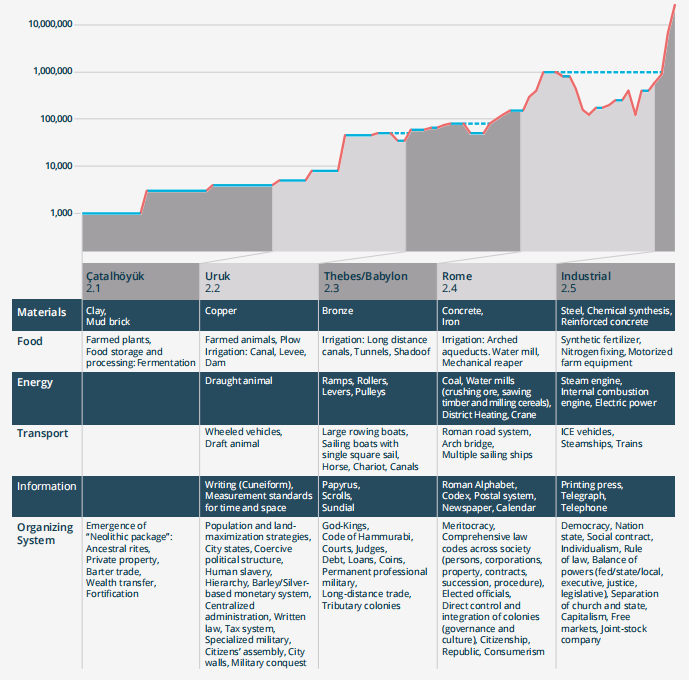 10,000,000
1,000,000
100,000
10,000
1,000
Çatalhöyük
2.1
Uruk
2.2
Thebes/Babylon
2.3
Rome
2.4
Industrial
2.5
Materials
Clay,
Mud brick
Copper
Bronze
Concrete,
Iron
Steel, Chemical synthesis,
Reinforced concrete
Food
Farmed plants,
Food storage and
processing: Fermentation
Farmed animals, Plow
Irrigation: Canal, Levee,
Dam
Irrigation: Long distance
canals, Tunnels, Shadoof
Irrigation: Arched
aqueducts. Water mill,
Mechanical reaper
Synthetic fertilizer,
Nitrogen fixing, Motorized
farm equipment
Energy
Draught animal
Ramps, Rollers,
Levers, Pulleys
Coal, Water mills
(crushing ore, sawing
timber and milling cereals),
District Heating, Crane
Steam engine,
Internal combustion
engine, Electric power
Transport
Wheeled vehicles,
Draft animal
Large rowing boats,
Sailing boats with
single square sail,
Horse, Chariot, Canals
Roman road system,
Arch bridge,
Multiple sailing ships
ICE vehicles,
Steamships, Trains
Information
Writing (Cuneiform),
Measurement standards
for time and space
Papyrus,
Scrolls,
Sundial
Roman Alphabet,
Codex, Postal system,
Newspaper, Calendar
Printing press,
Telegraph,
Telephone
Organizing
System
Emergence of
“Neolithic package”:
Ancestral rites,
Private property,
Barter trade,
Wealth transfer,
Fortification
Population and land-
maximization strategies,
City states, Coercive
political structure,
Human slavery,
Hierarchy, Barley/Silver-
based monetary system,
Centralized
administration, Written
law, Tax system,
Specialized military,
Citizens’ assembly, City
walls, Military conquest
God-Kings,
Code of Hammurabi,
Courts, Judges,
Debt, Loans, Coins,
Permanent professional
military,
Long-distance trade,
Tributary colonies
Meritocracy,
Comprehensive law
codes across society
(persons, corporations,
property, contracts,
succession, procedure),
Elected officials,
Direct control and
integration of colonies
(governance and
culture), Citizenship,
Republic, Consumerism
Democracy, Nation
state, Social contract,
Individualism, Rule
of law, Balance of
powers (fed/state/local,
executive, justice,
legislative), Separation
of church and state,
Capitalism, Free
markets, Joint-stock
company